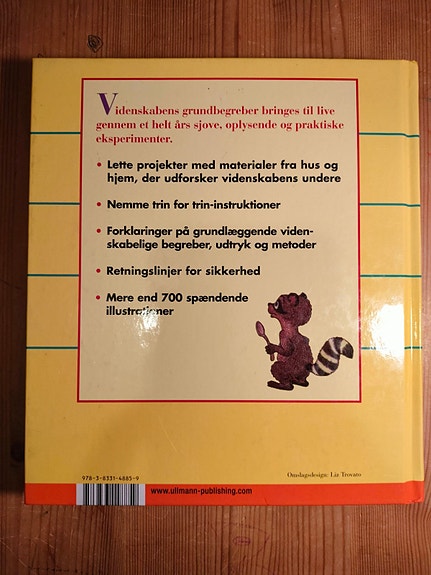 Videnskabens grundbegreber bringes til live
gennem et helt års sjove, oplysende og praktiske
eksperimenter.
• Lette projekter med materialer fra hus og
hjem, der udforsker videnskabens undere
• Nemme trin for trin-instruktioner
• Forklaringer på grundlæggende viden-
skabelige begreber, udtryk og metoder
• Retningslinjer for sikkerhed
• Mere end 700 spændende
illustrationer
978-3-8331-4885-9
Omslagsdesign: Liz Trovato
www.ullmann-publishing.com